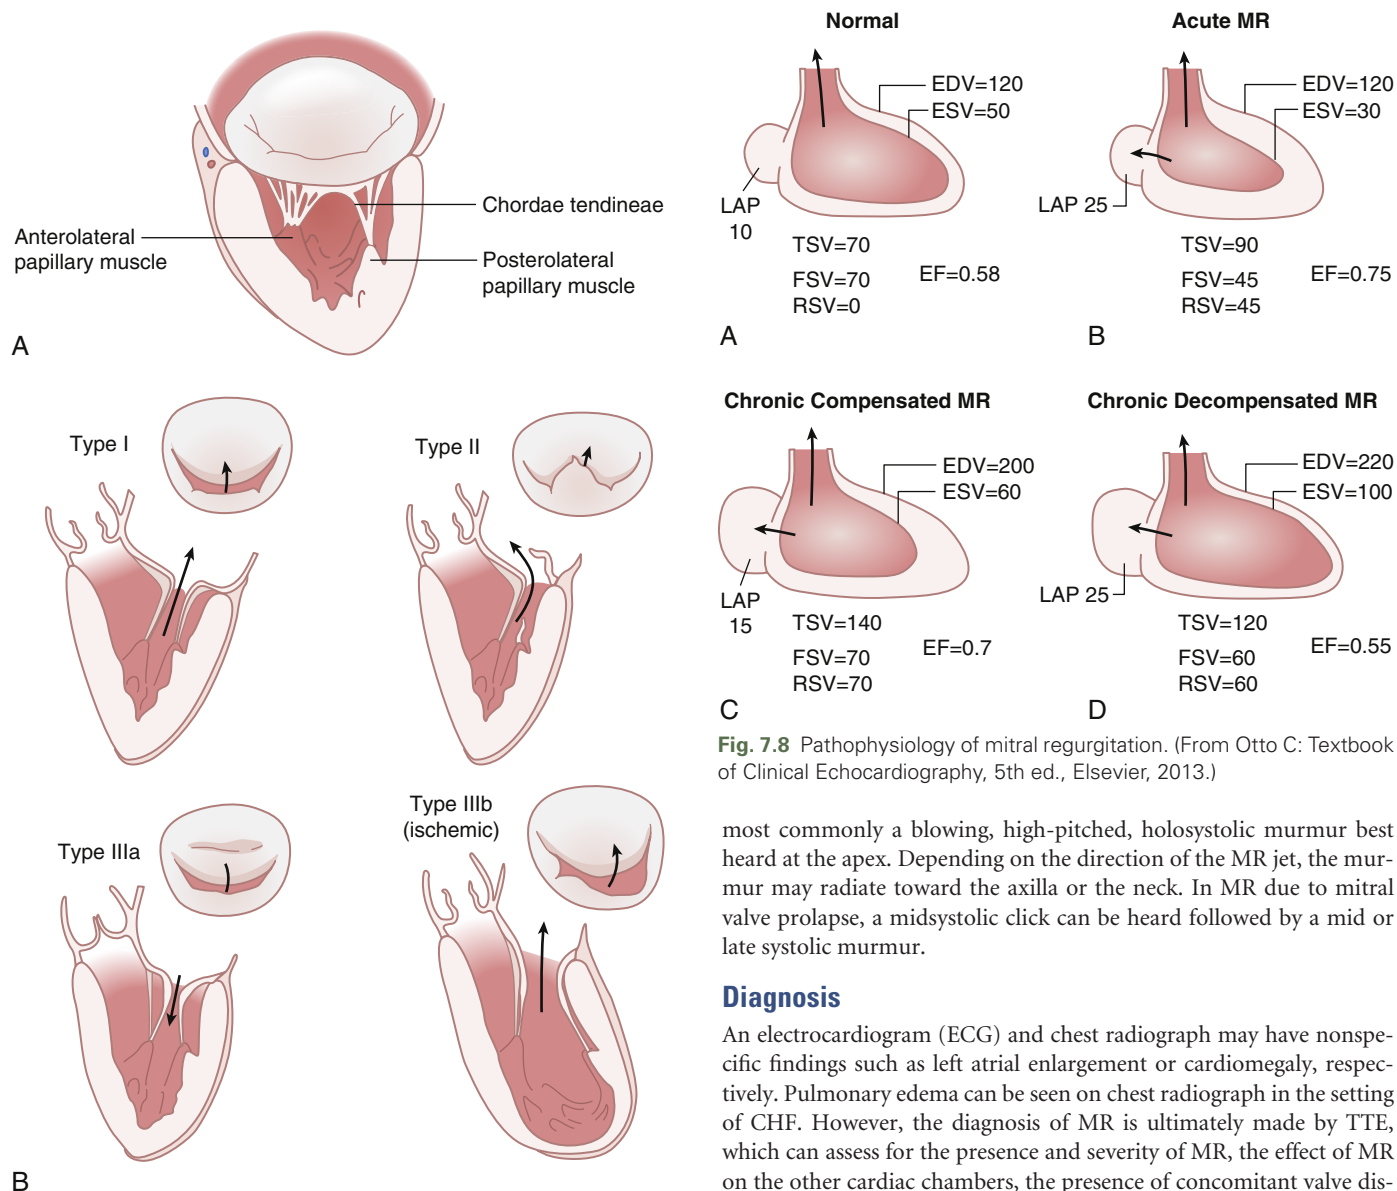 Chordae tendineae
Anterolateral
papillary muscle
Posterolateral
papillary muscle
A
Type I
Type II
Type IIIa
Type IIIb
(ischemic)
B
Normal
EDV=120
ESV=50
LAP
10
TSV=70
FSV=70
RSV=0
EF=0.58
A
Acute MR
EDV=120
ESV=30
LAP 25
TSV=90
FSV=45
RSV=45
EF=0.75
B
Chronic Compensated MR
EDV=200
ESV=60
LAP
15
TSV=140
FSV=70
RSV=70
EF=0.7
C
Chronic Decompensated MR
EDV=220
ESV=100
LAP 25
TSV=120
FSV=60
RSV=60
EF=0.55
D
Fig. 7.8 Pathophysiology of mitral regurgitation. (From Otto C: Textbook
of Clinical Echocardiography, 5th ed., Elsevier, 2013.)
most commonly a blowing, high-pitched, holosystolic murmur best
heard at the apex. Depending on the direction of the MR jet, the mur-
mur may radiate toward the axilla or the neck. In MR due to mitral
valve prolapse, a midsystolic click can be heard followed by a mid or
late systolic murmur.
Diagnosis
An electrocardiogram (ECG) and chest radiograph may have nonspe-
cific findings such as left atrial enlargement or cardiomegaly, respec-
tively. Pulmonary edema can be seen on chest radiograph in the setting
of CHF. However, the diagnosis of MR is ultimately made by TTE,
which can assess for the presence and severity of MR, the effect of MR
on the other cardiac chambers, the presence of concomitant valve dis-